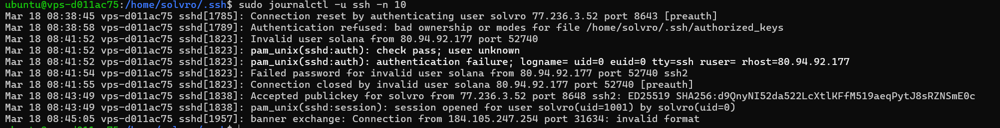 ubuntu@vps-d011ac75:/home/solvro/.ssh$ sudo journalctl -u ssh -n 10
Mar 18 08:38:45 vps-d011ac75 sshd[1785]: Connection reset by authenticating user solvro 77.236.3.52 port 8643 [preauth]
Mar 18 08:38:58 vps-d011ac75 sshd[1789]: Authentication refused: bad ownership or modes for file /home/solvro/.ssh/authorized_keys
Mar 18 08:41:52 vps-d011ac75 sshd[1823]: Invalid user solana from 80.94.92.177 port 52740
Mar 18 08:41:52 vps-d011ac75 sshd[1823]: pam_unix(sshd:auth): check pass; user unknown
Mar 18 08:41:52 vps-d011ac75 sshd[1823]: pam_unix(sshd:auth): authentication failure; logname= uid=0 euid=0 tty=ssh ruser= rhost=80.94.92.177
Mar 18 08:41:54 vps-d011ac75 sshd[1823]: Failed password for invalid user solana from 80.94.92.177 port 52740 ssh2
Mar 18 08:41:55 vps-d011ac75 sshd[1823]: Connection closed by invalid user solana 80.94.92.177 port 52740 [preauth]
Mar 18 08:43:49 vps-d011ac75 sshd[1838]: Accepted publickey for solvro from 77.236.3.52 port 8648 ssh2: ED25519 SHA256:d9QnyNI52da522LcXtlKFfM519aeqPytJ8sRZNSmE0c
Mar 18 08:43:49 vps-d011ac75 sshd[1838]: pam_unix(sshd:session): session opened for user solvro(uid=1001) by solvro(uid=0)
Mar 18 08:45:05 vps-d011ac75 sshd[1957]: banner exchange: Connection from 184.105.247.254 port 31634: invalid format
ubuntu@vps-d011ac75:/home/solvro/.ssh$